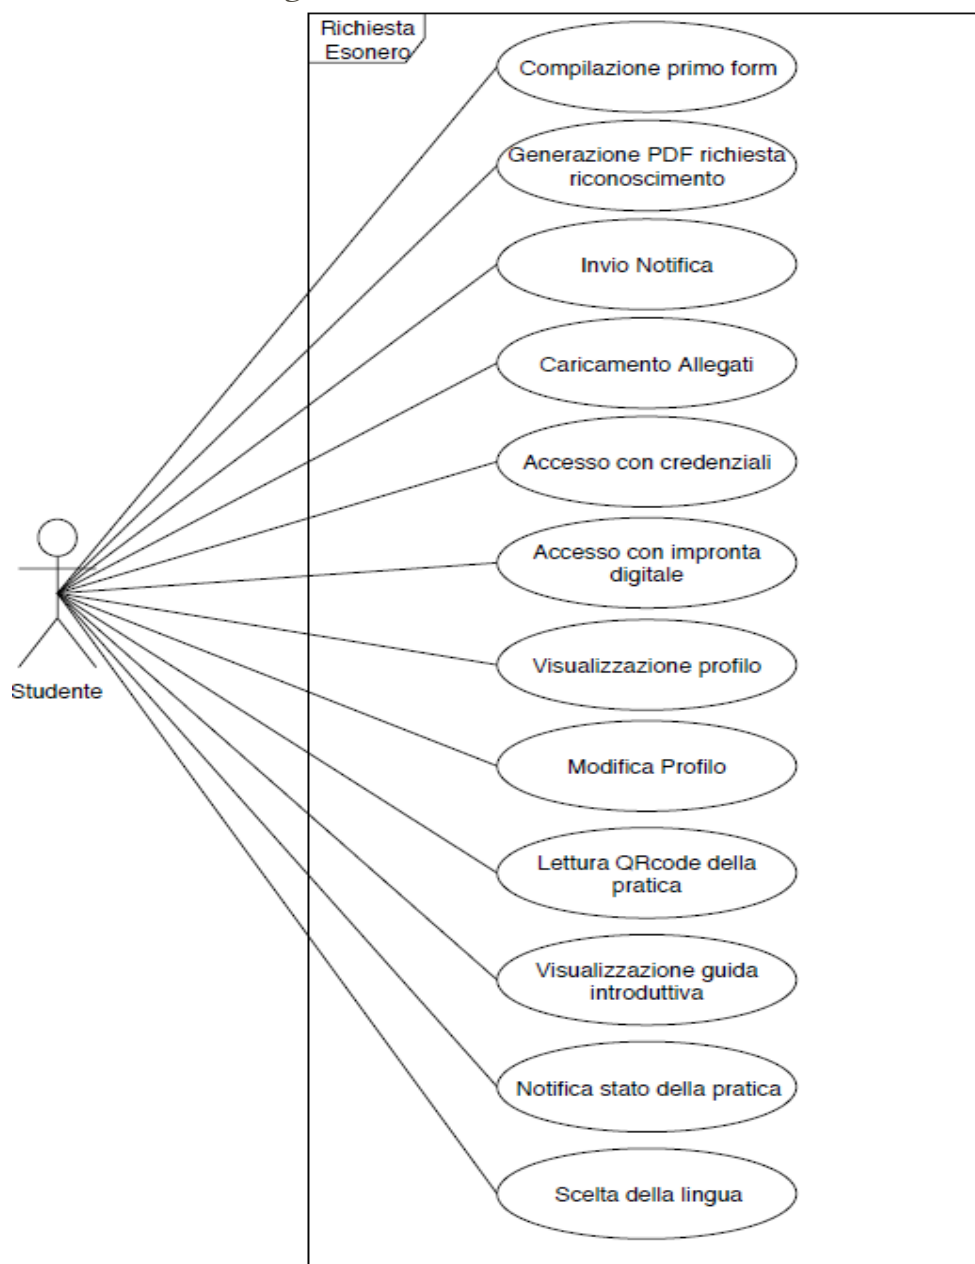 Richiesta
Esonero
Compilazione primo form
Generazione PDF richiesta
riconoscimento
Invio Notifica
Caricamento Allegati
Accesso con credenziali
Accesso con impronta
digitale
Visualizzazione profilo
Studente
Modifica Profilo
Lettura QRcode della
pratica
Visualizzazione guida
introduttiva
Notifica stato della pratica
Scelta della lingua